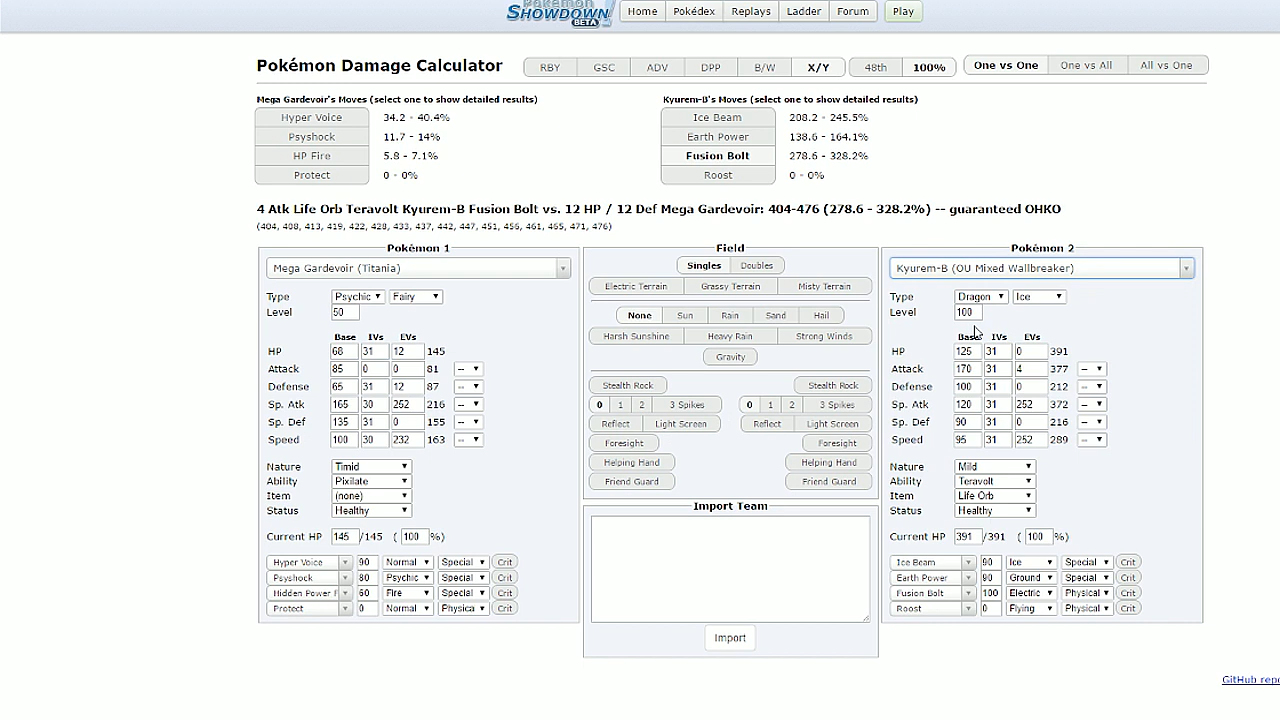 Pokémon
SHOWDOWN! BETA
Home Pokédex Replays Ladder Forum Play
Pokémon Damage Calculator RBY GSC ADV DPP B/W X/Y 48th 100% One vs One One vs All All vs One
Mega Gardevoir's Moves (select one to show detailed results)
Hyper Voice 34.2 - 40.4%
Psyshock 11.7 - 14%
HP Fire 5.8 - 7.1%
Protect 0 - 0%
Kyurem-B's Moves (select one to show detailed results)
Ice Beam 208.2 - 245.5%
Earth Power 138.6 - 164.1%
Fusion Bolt 278.6 - 328.2%
Roost 0 - 0%
4 Atk Life Orb Teravolt Kyurem-B Fusion Bolt vs. 12 HP / 12 Def Mega Gardevoir: 404-476 (278.6 - 328.2%) -- guaranteed OHKO
(404, 408, 413, 419, 422, 428, 433, 437, 442, 447, 451, 456, 461, 465, 471, 476)
Pokémon 1
Mega Gardevoir (Titania)
Type Psychic Fairy
Level 50
Base IVs EVs
HP 68 31 12 145
Attack 85 0 0 81 --
Defense 65 31 12 87 --
Sp. Atk 165 30 252 216 --
Sp. Def 135 31 0 155 --
Speed 100 30 232 163 --
Nature Timid
Ability Pixilate
Item (none)
Status Healthy
Current HP 145 /145 ( 100 %)
Hyper Voice 90 Normal Special Crit
Psyshock 80 Psychic Special Crit
Hidden Power F 60 Fire Special Crit
Protect 0 Normal Physica Crit
Field
Singles Doubles
Electric Terrain Grassy Terrain Misty Terrain
None Sun Rain Sand Hail
Harsh Sunshine Heavy Rain Strong Winds
Gravity
Stealth Rock Stealth Rock
0 1 2 3 Spikes 0 1 2 3 Spikes
Reflect Light Screen Reflect Light Screen
Foresight Foresight
Helping Hand Helping Hand
Friend Guard Friend Guard
Import Team
Import
Pokémon 2
Kyurem-B (OU Mixed Wallbreaker)
Type Dragon Ice
Level 100
Base IVs EVs
HP 125 31 0 391
Attack 170 31 4 377 --
Defense 100 31 0 212 --
Sp. Atk 120 31 252 372 --
Sp. Def 90 31 0 216 --
Speed 95 31 252 289 --
Nature Mild
Ability Teravolt
Item Life Orb
Status Healthy
Current HP 391 /391 ( 100 %)
Ice Beam 90 Ice Special Crit
Earth Power 90 Ground Special Crit
Fusion Bolt 100 Electric Physical Crit
Roost 0 Flying Physical Crit
GitHub repo